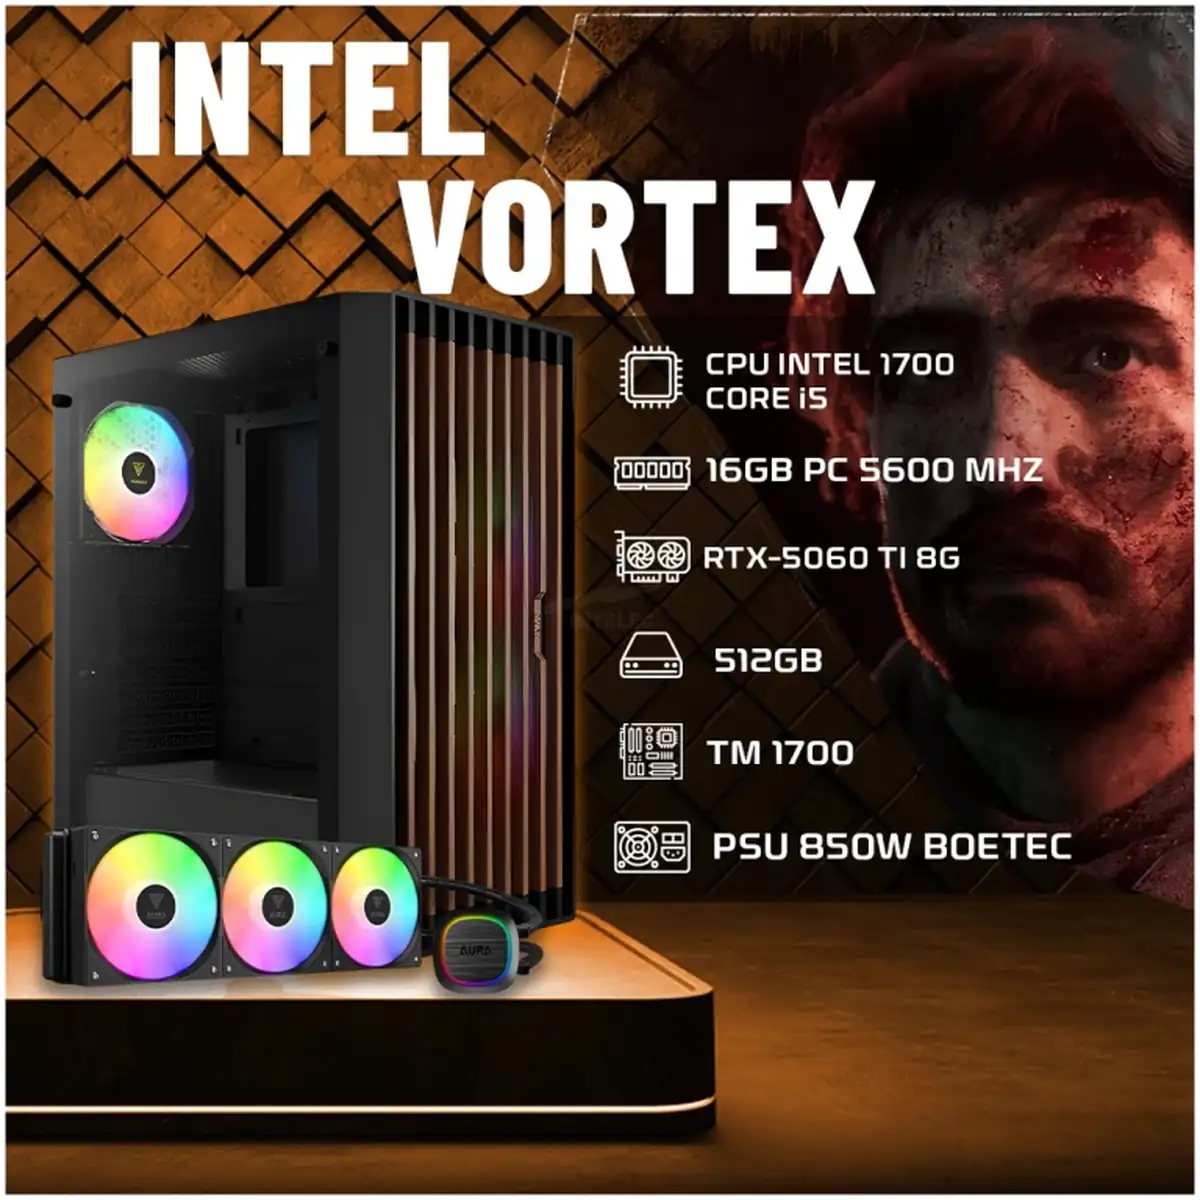 INTEL
VORTEX
CPU INTEL 1700
CORE i5
16GB PC 5600 MHZ
RTX-5060 TI 8G
512GB
TM 1700
PSU 850W BOETEC
AURA